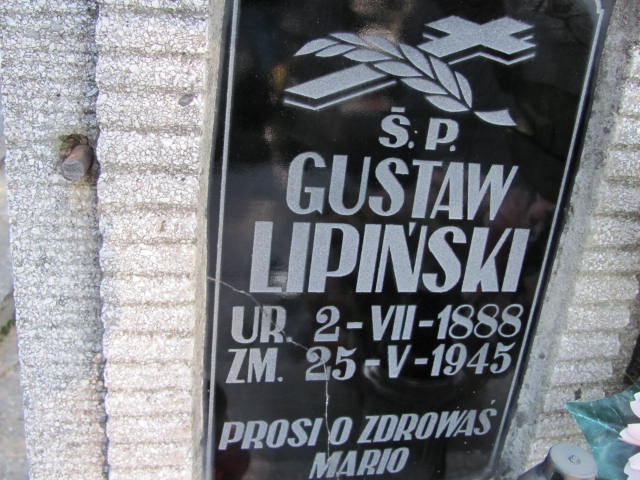 Ś.P.
GUSTAW
LIPIŃSKI
UR. 2-VII-1888
ZM. 25-V-1945
PROSI O ZDROWAŚ
MARIO